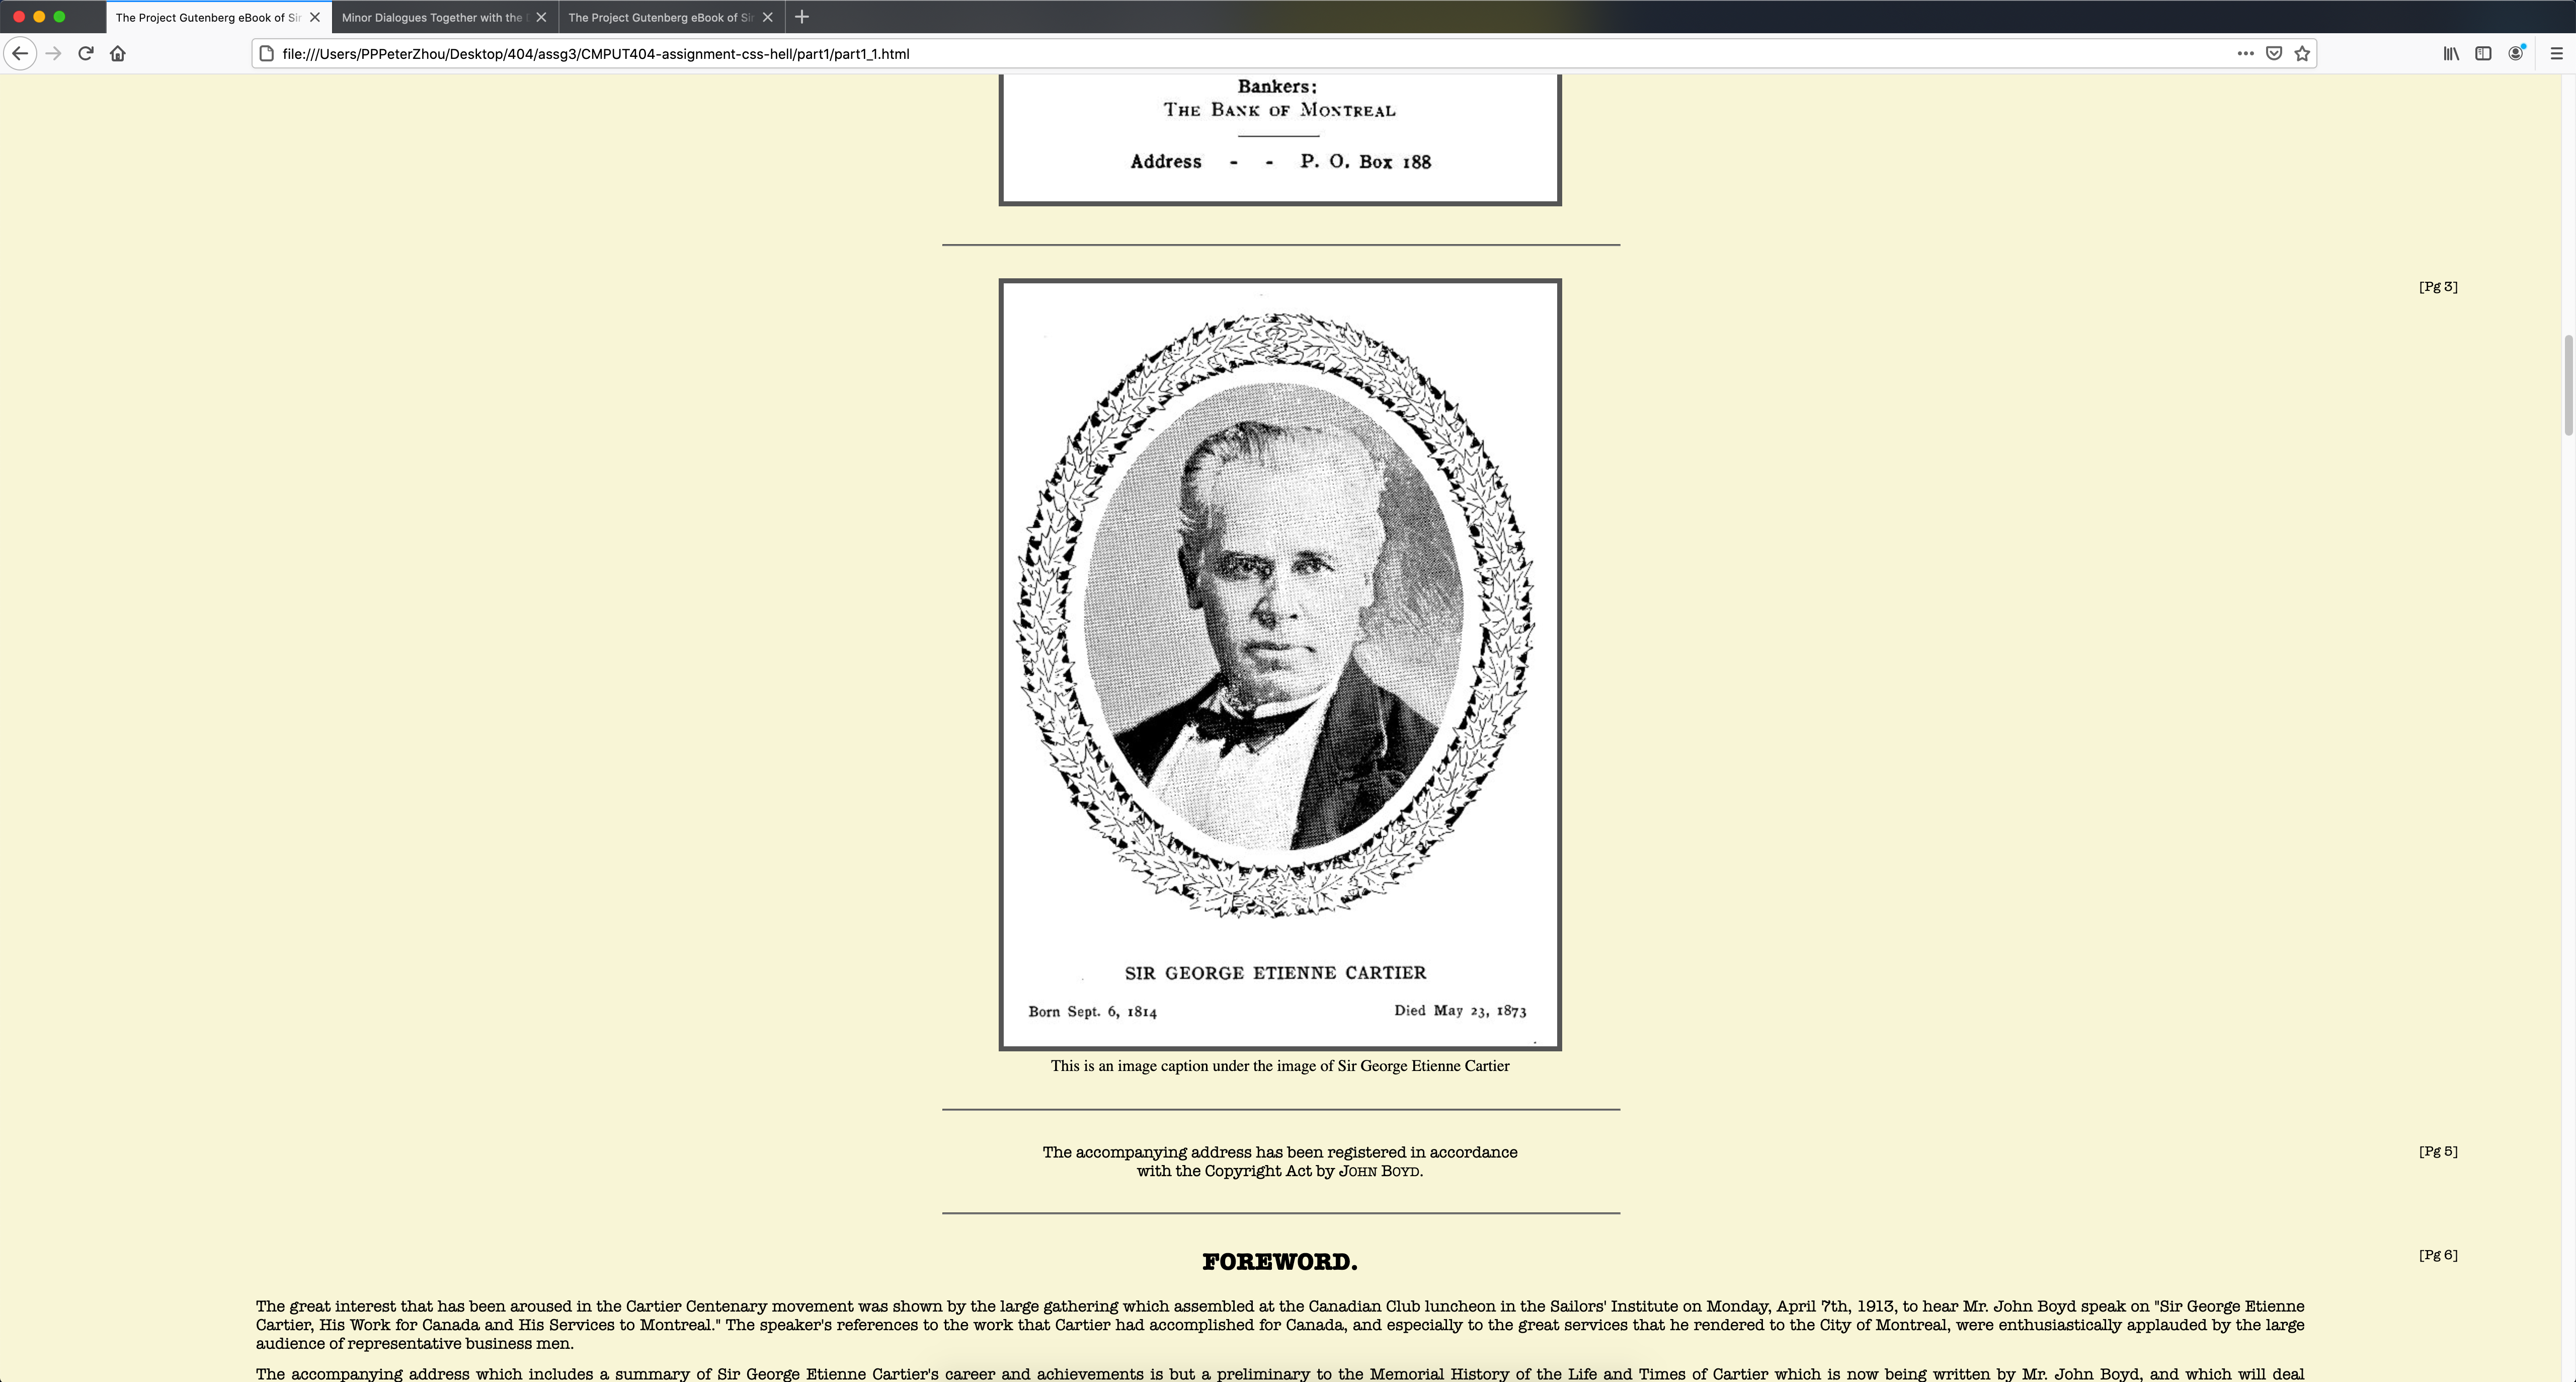 The Project Gutenberg eBook of Sir
Minor Dialogues Together with the
The Project Gutenberg eBook of Sir
file:///Users/PPPeterZhou/Desktop/404/assg3/CMPUT404-assignment-css-hell/part1/part1_1.html
Bankers:
THE BANK OF MONTREAL
Address - - P. O. Box 188
[Pg 3]
SIR GEORGE ETIENNE CARTIER
Born Sept. 6, 1814 Died May 23, 1873
This is an image caption under the image of Sir George Etienne Cartier
The accompanying address has been registered in accordance
[Pg 5]
with the Copyright Act by JOHN BOYD.
FOREWORD.
[Pg 6]
The great interest that has been aroused in the Cartier Centenary movement was shown by the large gathering which assembled at the Canadian Club luncheon in the Sailors' Institute on Monday, April 7th, 1913, to hear Mr. John Boyd speak on "Sir George Etienne
Cartier, His Work for Canada and His Services to Montreal." The speaker's references to the work that Cartier had accomplished for Canada, and especially to the great services that he rendered to the City of Montreal, were enthusiastically applauded by the large
audience of representative business men.
The accompanying address which includes a summary of Sir George Etienne Cartier's career and achievements is but a preliminary to the Memorial History of the Life and Times of Cartier which is now being written by Mr. John Boyd, and which will deal